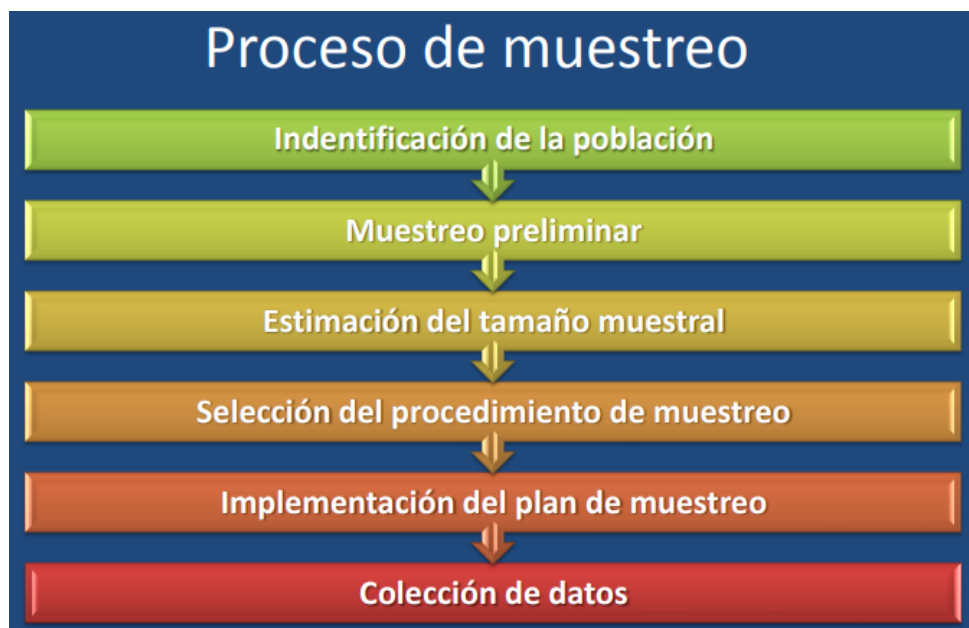 Proceso de muestreo
Indentificación de la población
Muestreo preliminar
Estimación del tamaño muestral
Selección del procedimiento de muestreo
Implementación del plan de muestreo
Colección de datos